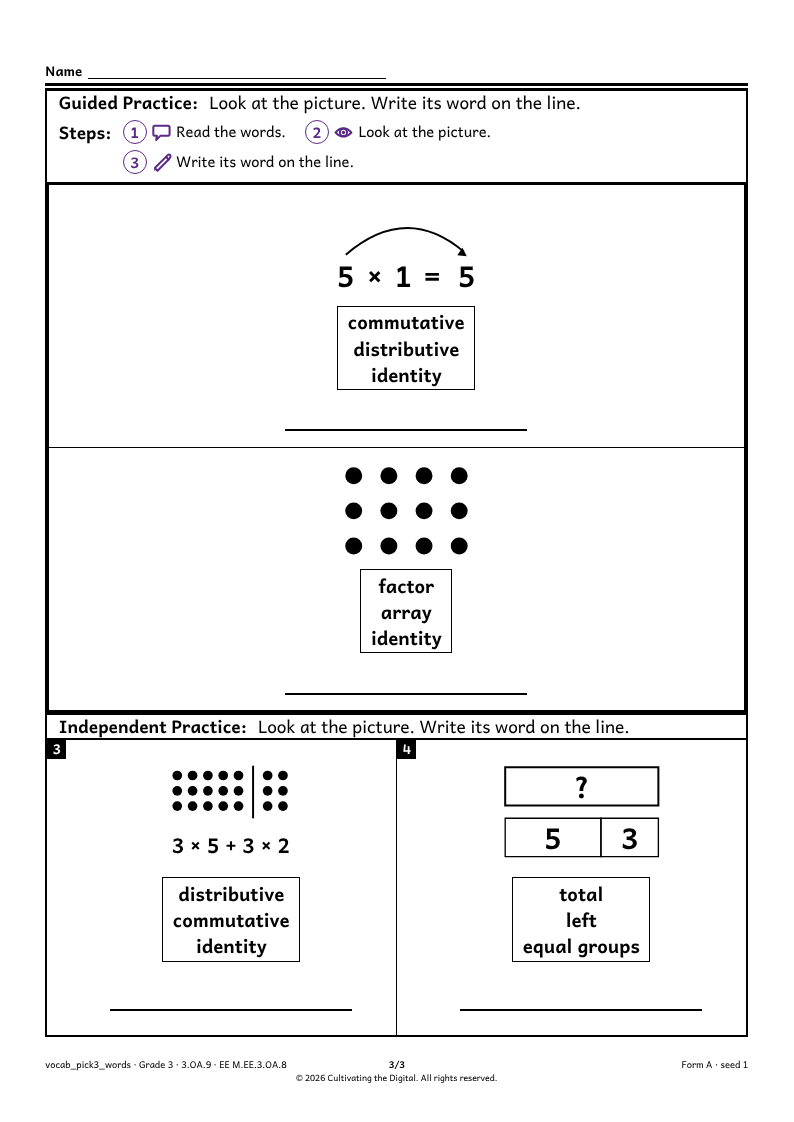 Name
Guided Practice: Look at the picture. Write its word on the line.
Steps: 1 Read the words. 2 Look at the picture.
3 Write its word on the line.
5 × 1 = 5
commutative
distributive
identity
factor
array
identity
Independent Practice: Look at the picture. Write its word on the line.
3
3 × 5 + 3 × 2
distributive
commutative
identity
4
?
5 3
total
left
equal groups
vocab_pick3_words · Grade 3 · 3.OA.9 · EE M.EE.3.OA.8 3/3 Form A · seed 1
© 2026 Cultivating the Digital. All rights reserved.